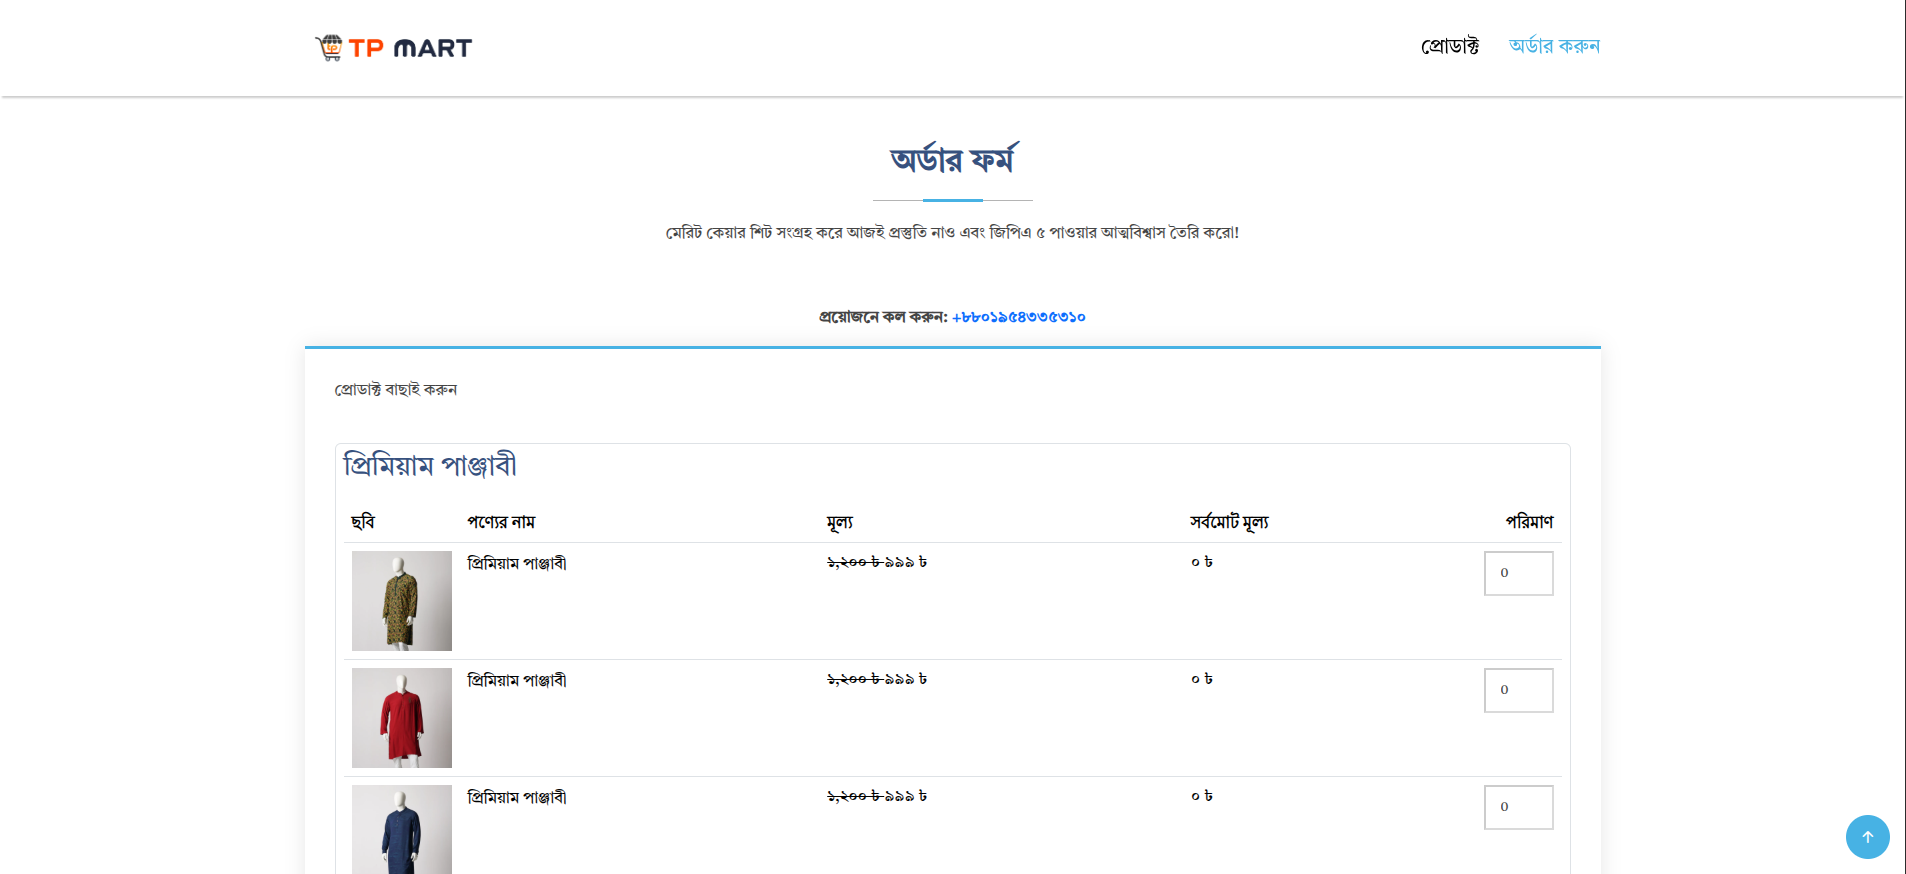 TP MART
প্রোডাক্ট অর্ডার করুন
অর্ডার ফর্ম
মেরিট কেয়ার শিট সংগ্রহ করে আজই প্রস্তুতি নাও এবং জিপিএ ৫ পাওয়ার আত্মবিশ্বাস তৈরি করো!
প্রয়োজনে কল করুন: +৮৮০১৯৫৪৩৩৫৩১০
প্রোডাক্ট বাছাই করুন
প্রিমিয়াম পাঞ্জাবী
ছবি পণ্যের নাম মূল্য সর্বমোট মূল্য পরিমাণ
প্রিমিয়াম পাঞ্জাবী ১,২০০ ৳ ৯৯৯ ৳ ০ ৳ 0
প্রিমিয়াম পাঞ্জাবী ১,২০০ ৳ ৯৯৯ ৳ ০ ৳ 0
প্রিমিয়াম পাঞ্জাবী ১,২০০ ৳ ৯৯৯ ৳ ০ ৳ 0